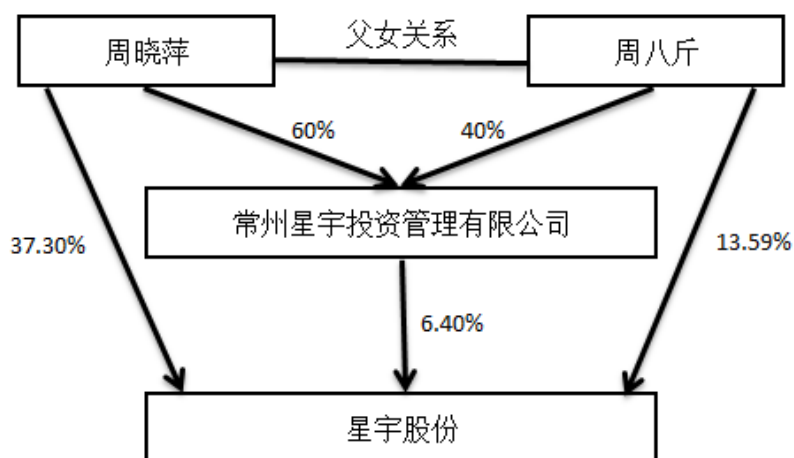 父女关系
周晓萍
周八斤
60%
40%
常州星宇投资管理有限公司
37.30%
13.59%
6.40%
星宇股份